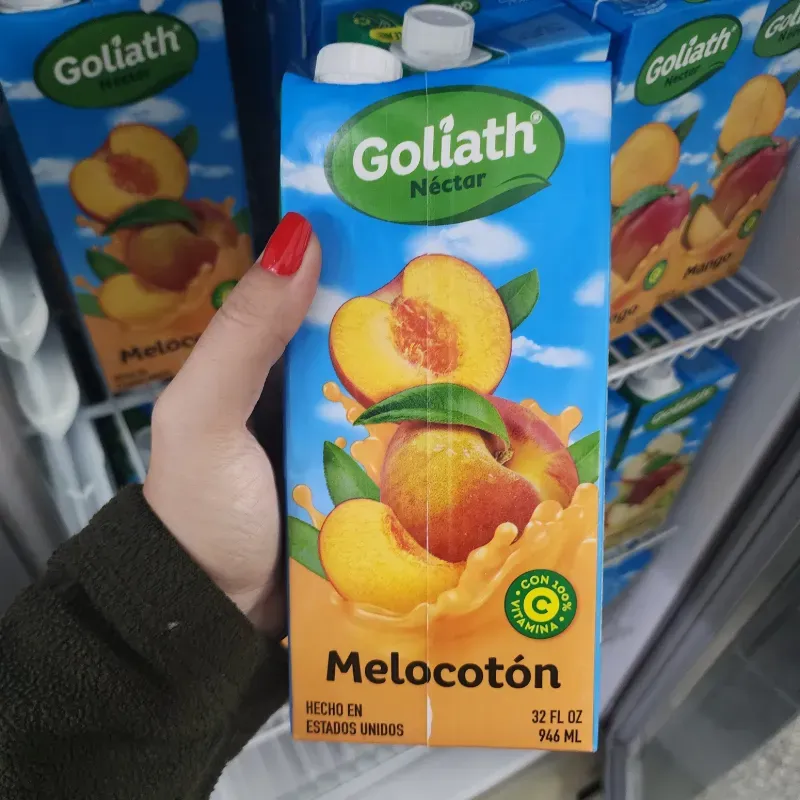 Goliath
Néctar
Goliath®
Néctar
Goliath
Néctar
CON 100%
VITAMINA
C
Melocotón
HECHO EN
ESTADOS UNIDOS
32 FL OZ
946 ML
Mango